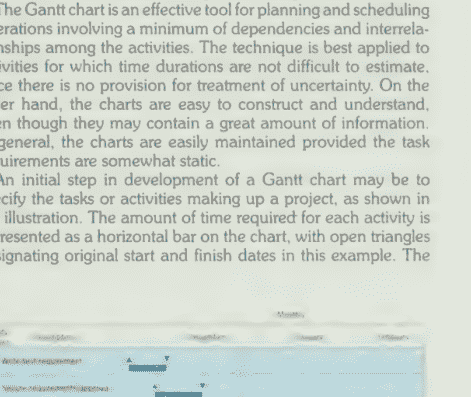 The Gantt chart is an effective tool for planning and scheduling
erations involving a minimum of dependencies and interrela-
nships among the activities. The technique is best applied to
ivities for which time durations are not difficult to estimate,
ce there is no provision for treatment of uncertainty. On the
er hand, the charts are easy to construct and understand,
en though they may contain a great amount of information.
general, the charts are easily maintained provided the task
uirements are somewhat static.
An initial step in development of a Gantt chart may be to
cify the tasks or activities making up a project, as shown in
illustration. The amount of time required for each activity is
resented as a horizontal bar on the chart, with open triangles
signating original start and finish dates in this example. The
Months
Write test requirement